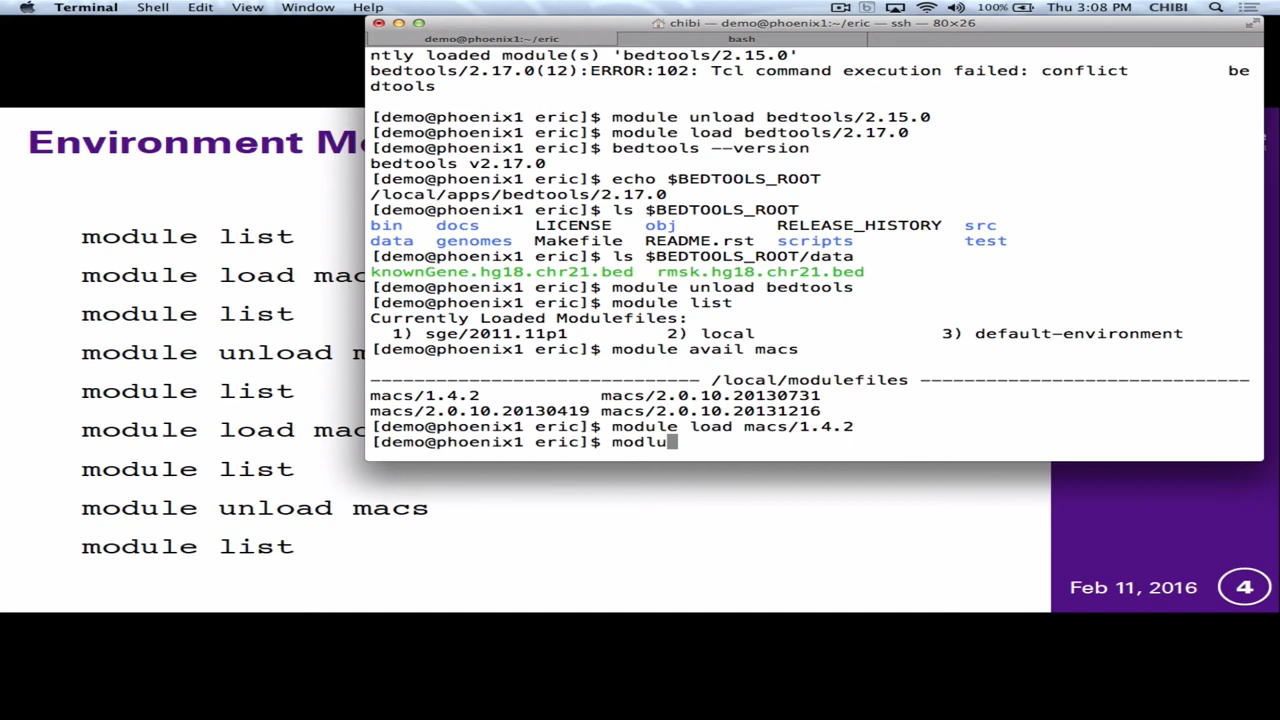 Terminal Shell Edit View Window Help 100% Thu 3:08 PM CHIBI
chibi — demo@phoenix1:~/eric — ssh — 80×26
demo@phoenix1:~/eric bash
ntly loaded module(s) 'bedtools/2.15.0'
bedtools/2.17.0(12):ERROR:102: Tcl command execution failed: conflict be
dtools
[demo@phoenix1 eric]$ module unload bedtools/2.15.0
[demo@phoenix1 eric]$ module load bedtools/2.17.0
[demo@phoenix1 eric]$ bedtools --version
bedtools v2.17.0
[demo@phoenix1 eric]$ echo $BEDTOOLS_ROOT
/local/apps/bedtools/2.17.0
[demo@phoenix1 eric]$ ls $BEDTOOLS_ROOT
bin docs LICENSE obj RELEASE_HISTORY src
data genomes Makefile README.rst scripts test
[demo@phoenix1 eric]$ ls $BEDTOOLS_ROOT/data
knownGene.hg18.chr21.bed rmsk.hg18.chr21.bed
[demo@phoenix1 eric]$ module unload bedtools
[demo@phoenix1 eric]$ module list
Currently Loaded Modulefiles:
1) sge/2011.11p1 2) local 3) default-environment
[demo@phoenix1 eric]$ module avail macs
------------------------------ /local/modulefiles ------------------------------
macs/1.4.2 macs/2.0.10.20130731
macs/2.0.10.20130419 macs/2.0.10.20131216
[demo@phoenix1 eric]$ module load macs/1.4.2
[demo@phoenix1 eric]$ modlu
Environment M
module list
module load mac
module list
module unload m
module list
module load mac
module list
module unload macs
module list
Feb 11, 2016 4